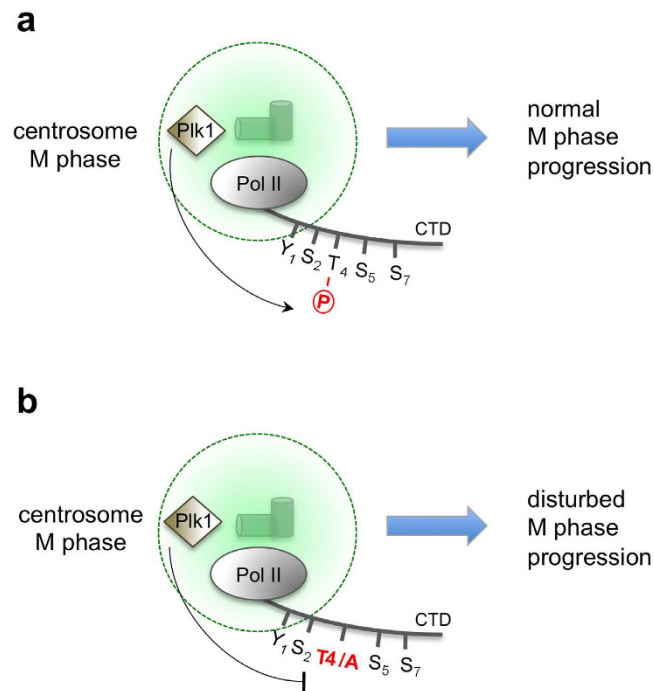 a
centrosome
M phase
Plk1
Pol II
normal
M phase
progression
CTD
Y1 S2 T4 S5 S7
P
b
centrosome
M phase
Plk1
Pol II
disturbed
M phase
progression
CTD
Y1 S2 T4/A S5 S7